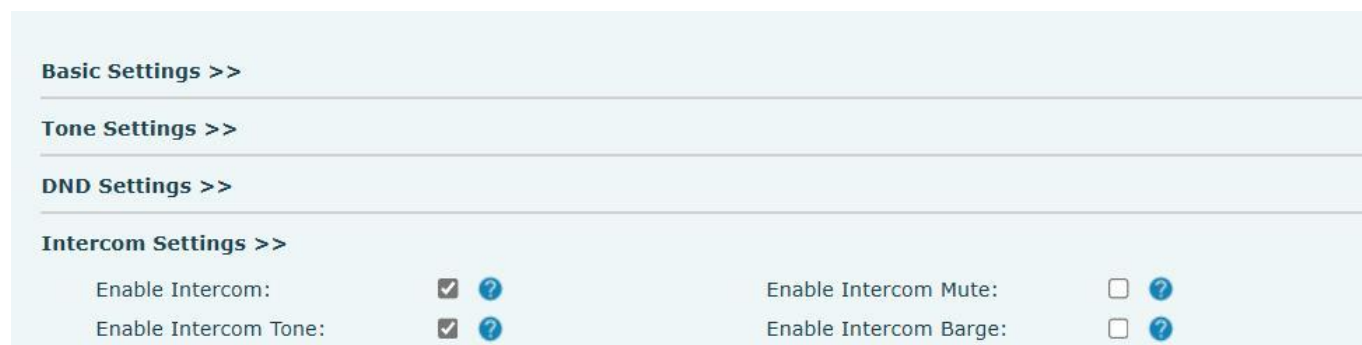 Basic Settings >>
Tone Settings >>
DND Settings >>
Intercom Settings >>
Enable Intercom: ? Enable Intercom Mute: ?
Enable Intercom Tone: ? Enable Intercom Barge: ?